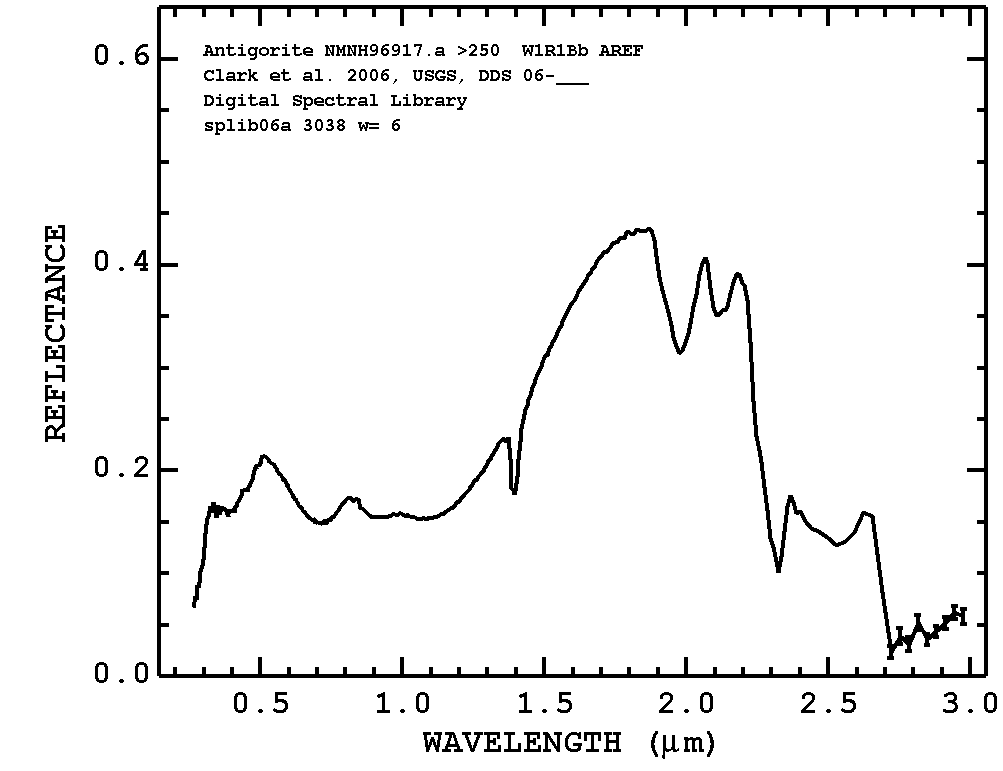 Antigorite NMNH96917.a >250 W1R1Bb AREF
Clark et al. 2006, USGS, DDS 06-___
Digital Spectral Library
splib06a 3038 w= 6
REFLECTANCE
0.6
0.4
0.2
0.0
0.5 1.0 1.5 2.0 2.5 3.0
WAVELENGTH (μm)